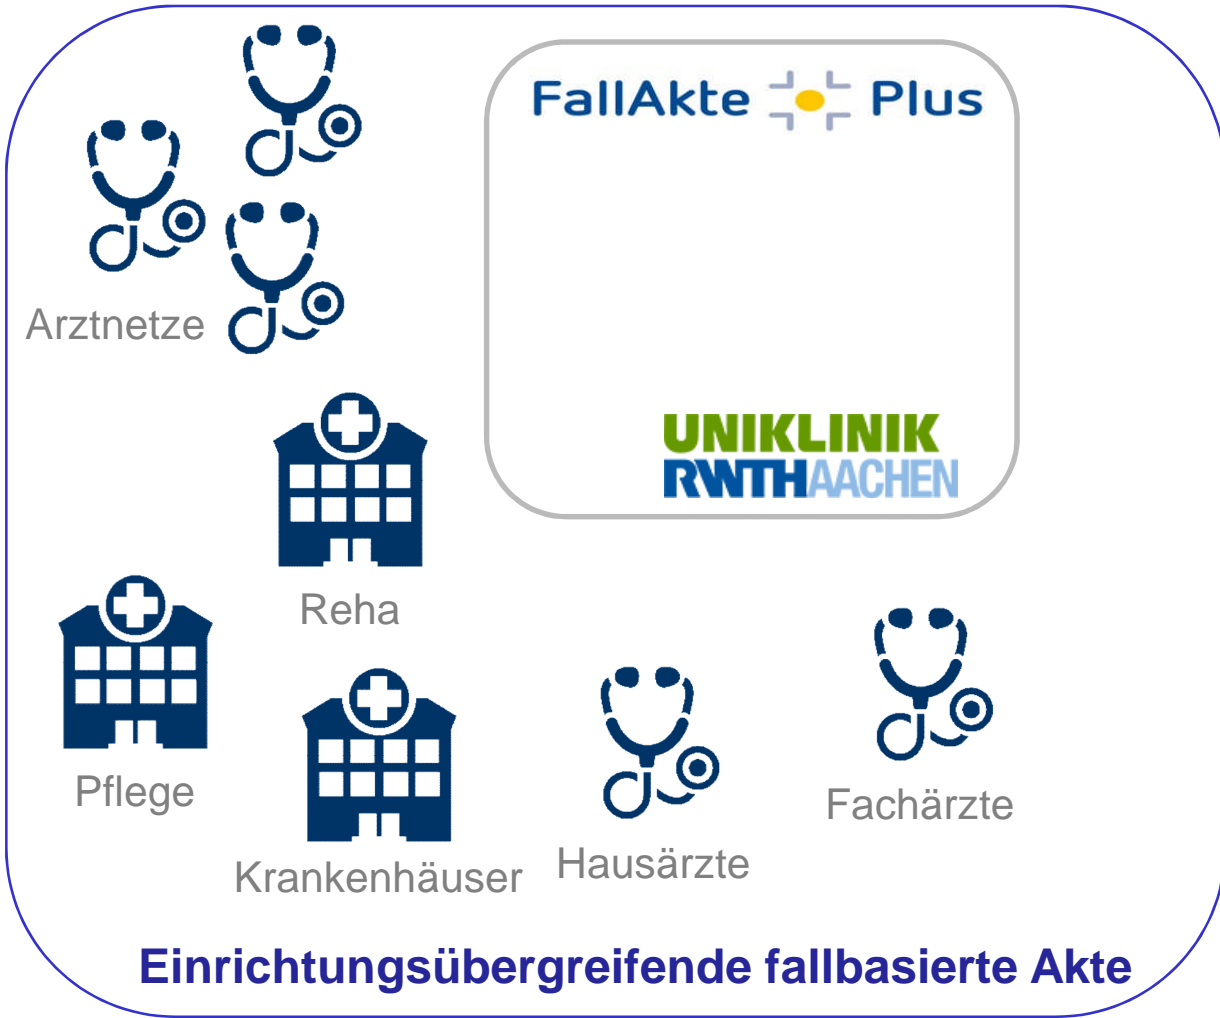 FallAkte Plus
Arztnetze
UNIKLINIK
RWTHAACHEN
Reha
Pflege
Fachärzte
Krankenhäuser
Hausärzte
Einrichtungsübergreifende fallbasierte Akte